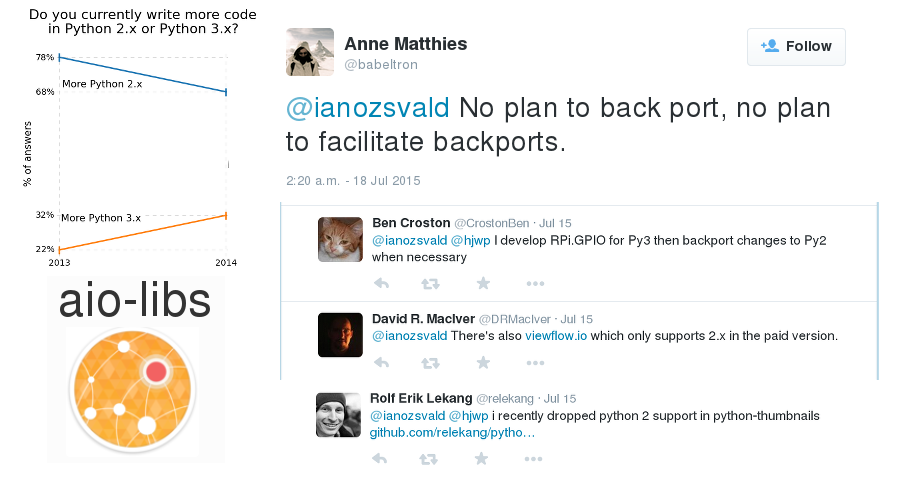 Do you currently write more code
in Python 2.x or Python 3.x?
78%
More Python 2.x
68%
% of answers
32%
More Python 3.x
22%
2013
2014
aio-libs
Anne Matthies
@babeltron
Follow
@ianozsvald No plan to back port, no plan
to facilitate backports.
2:20 a.m. - 18 Jul 2015
Ben Croston @CrostonBen · Jul 15
@ianozsvald @hjwp I develop RPi.GPIO for Py3 then backport changes to Py2
when necessary
David R. MacIver @DRMacIver · Jul 15
@ianozsvald There's also viewflow.io which only supports 2.x in the paid version.
Rolf Erik Lekang @relekang · Jul 15
@ianozsvald @hjwp i recently dropped python 2 support in python-thumbnails
github.com/relekang/pytho…